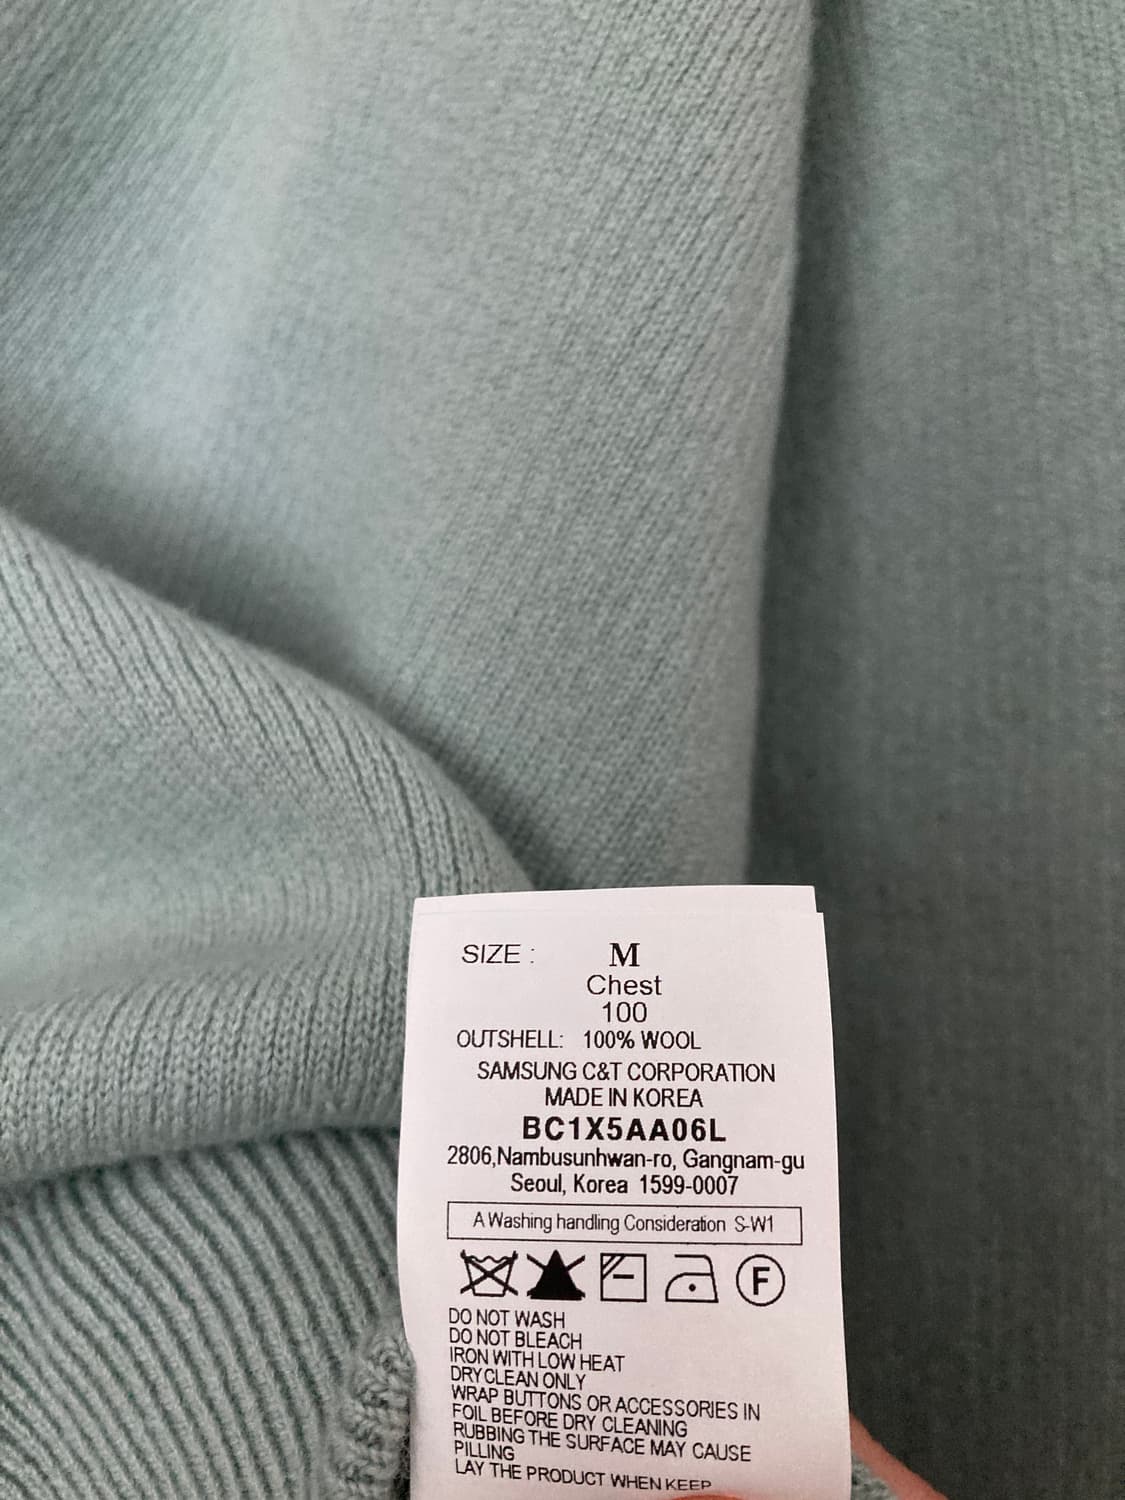 SIZE : M
Chest
100
OUTSHELL: 100% WOOL
SAMSUNG C&T CORPORATION
MADE IN KOREA
BC1X5AA06L
2806,Nambusunhwan-ro, Gangnam-gu
Seoul, Korea 1599-0007
A Washing handling Consideration S-W1
F
DO NOT WASH
DO NOT BLEACH
IRON WITH LOW HEAT
DRY CLEAN ONLY
WRAP BUTTONS OR ACCESSORIES IN
FOIL BEFORE DRY CLEANING
RUBBING THE SURFACE MAY CAUSE
PILLING
LAY THE PRODUCT WHEN KEEP